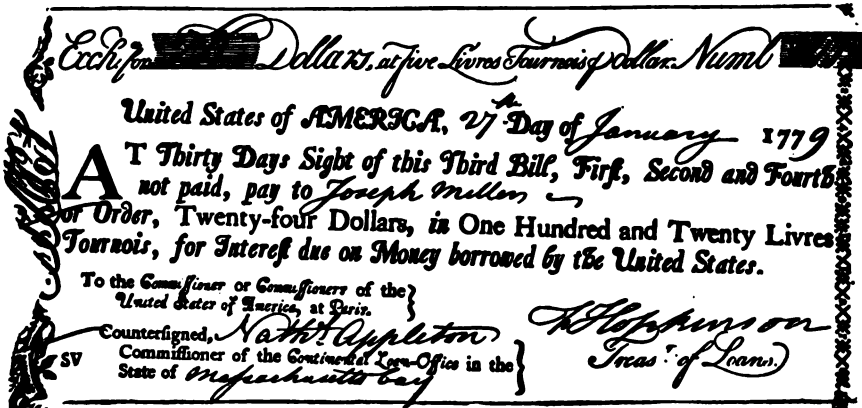 Exch. for Dollars, at five Livres Tournois p Dollar. Numb
United States of AMERICA, 27th Day of January 1779
AT Thirty Days Sight of this Third Bill, First, Second and Fourth
not paid, pay to Joseph Mellen
or Order, Twenty-four Dollars, in One Hundred and Twenty Livres
Tournois, for Interest due on Money borrowed by the United States.
To the Commissioner or Commissioners of the
United States of America, at Paris.
Countersigned, Nathl. Appleton
Commissioner of the Continental Loan-Office in the
State of Massachusetts bay
F Hopkinson
Treasr. of Loans.
SV